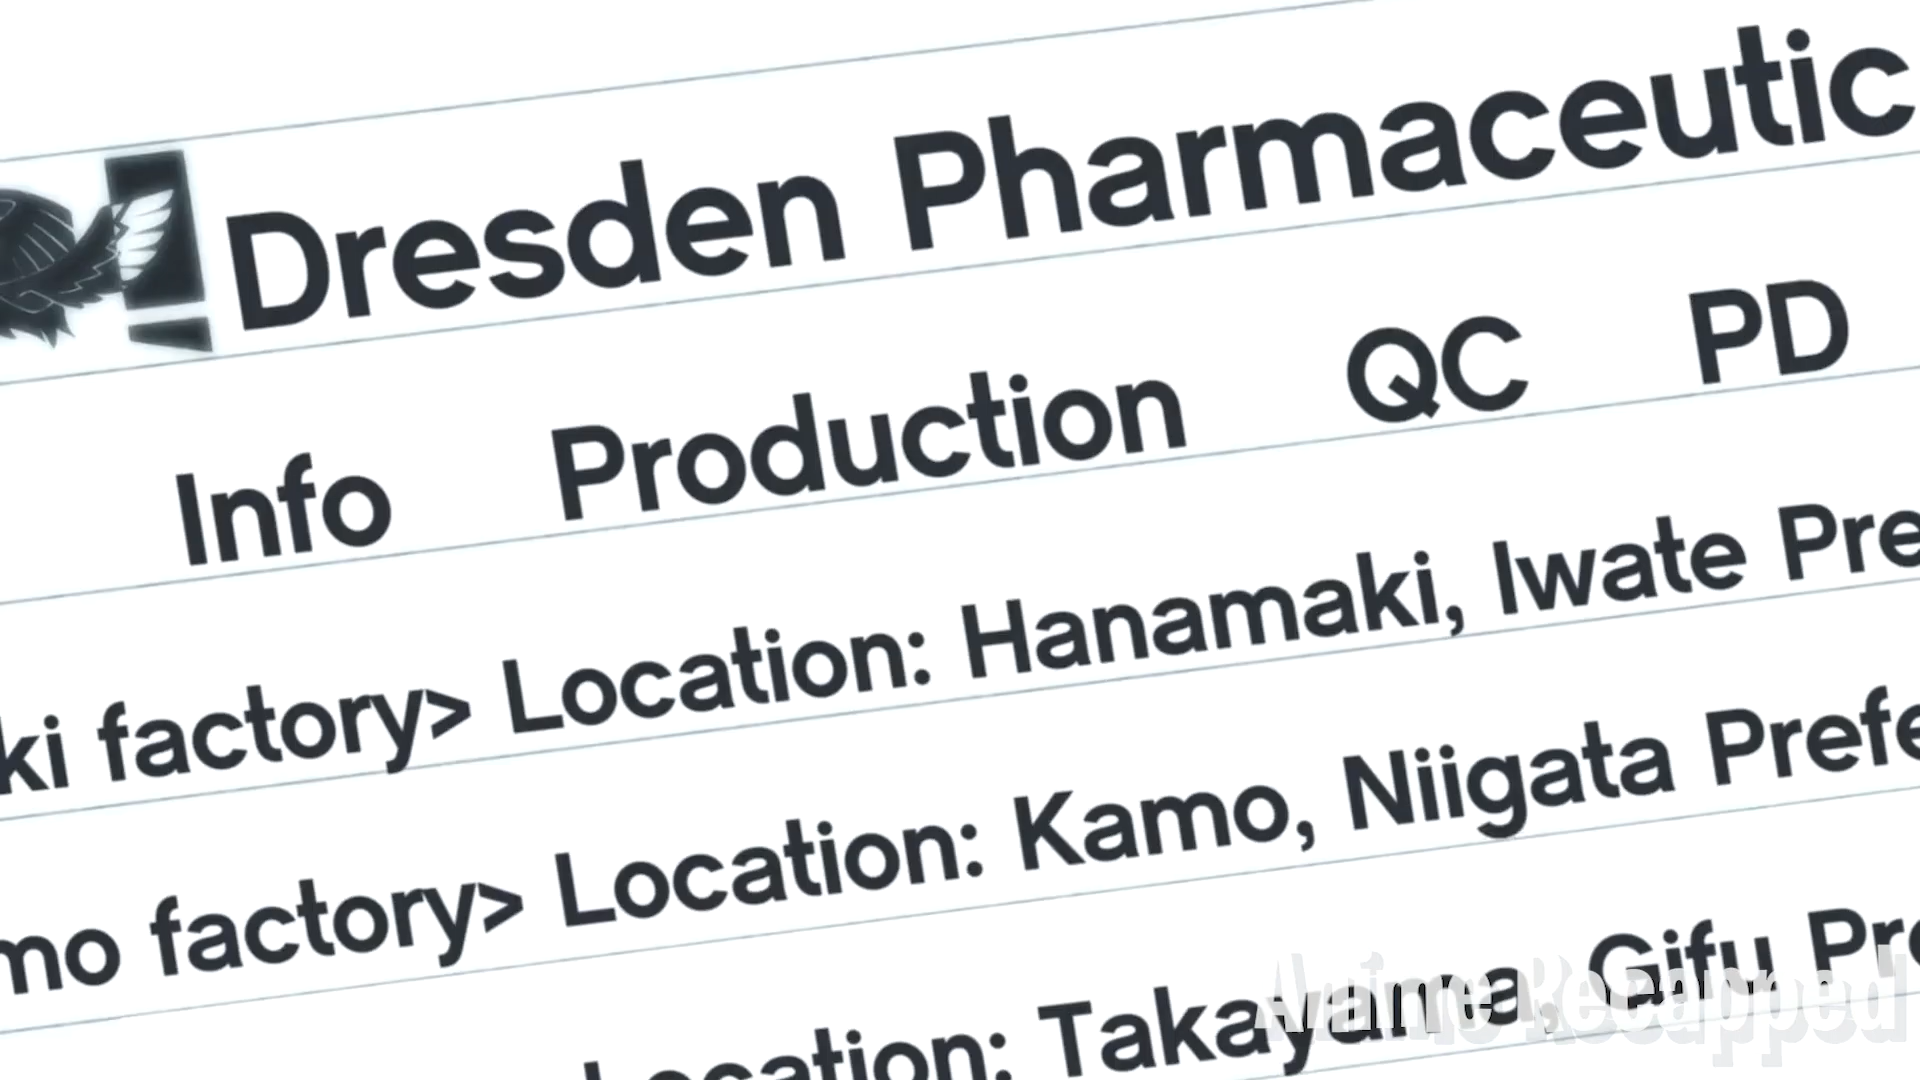 Dresden Pharmaceutic
Info Production QC PD
ki factory> Location: Hanamaki, Iwate Pre
mo factory> Location: Kamo, Niigata Prefe
Location: Takayama, Gifu Pre
Anime Recapped